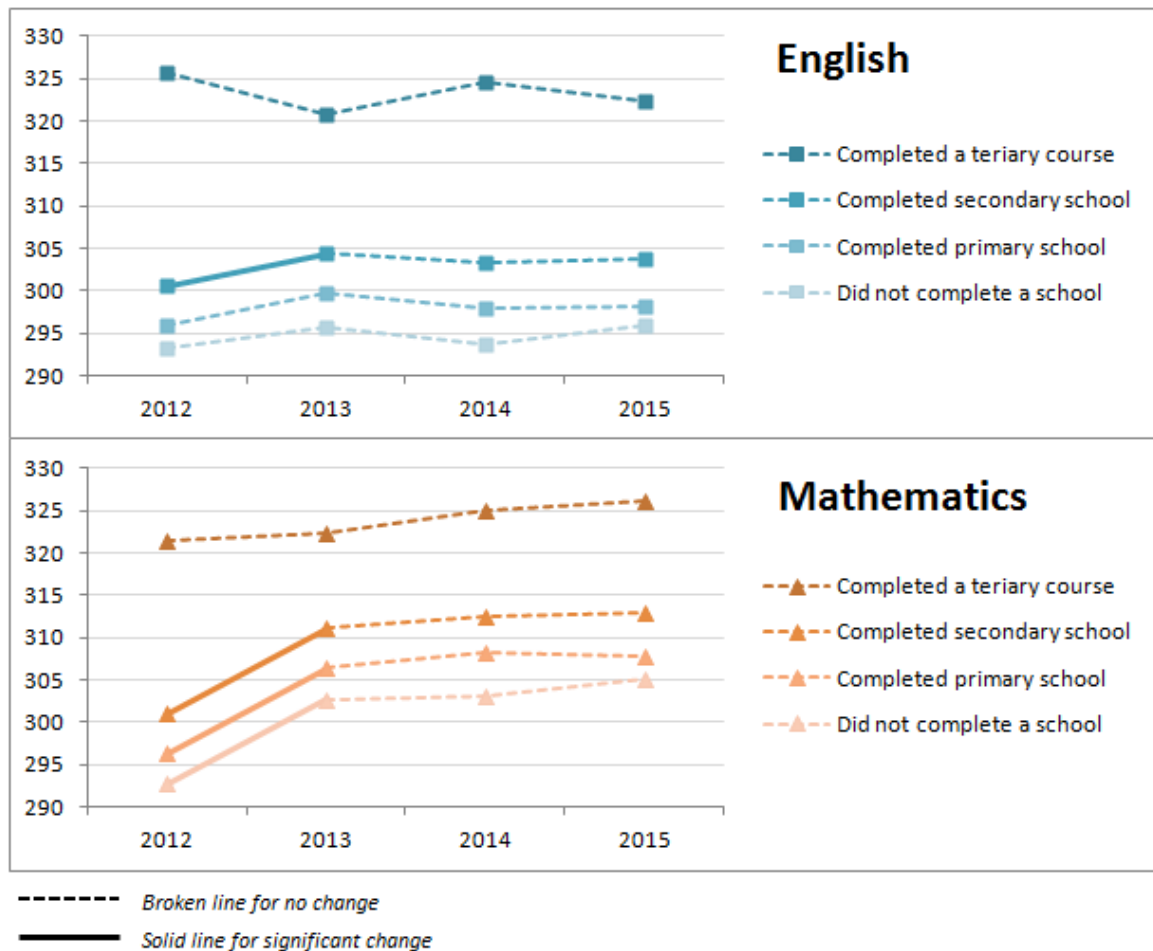 English
330
325
320
315
310
305
300
295
290
2012 2013 2014 2015
Completed a teriary course
Completed secondary school
Completed primary school
Did not complete a school
Mathematics
330
325
320
315
310
305
300
295
290
2012 2013 2014 2015
Completed a teriary course
Completed secondary school
Completed primary school
Did not complete a school
Broken line for no change
Solid line for significant change